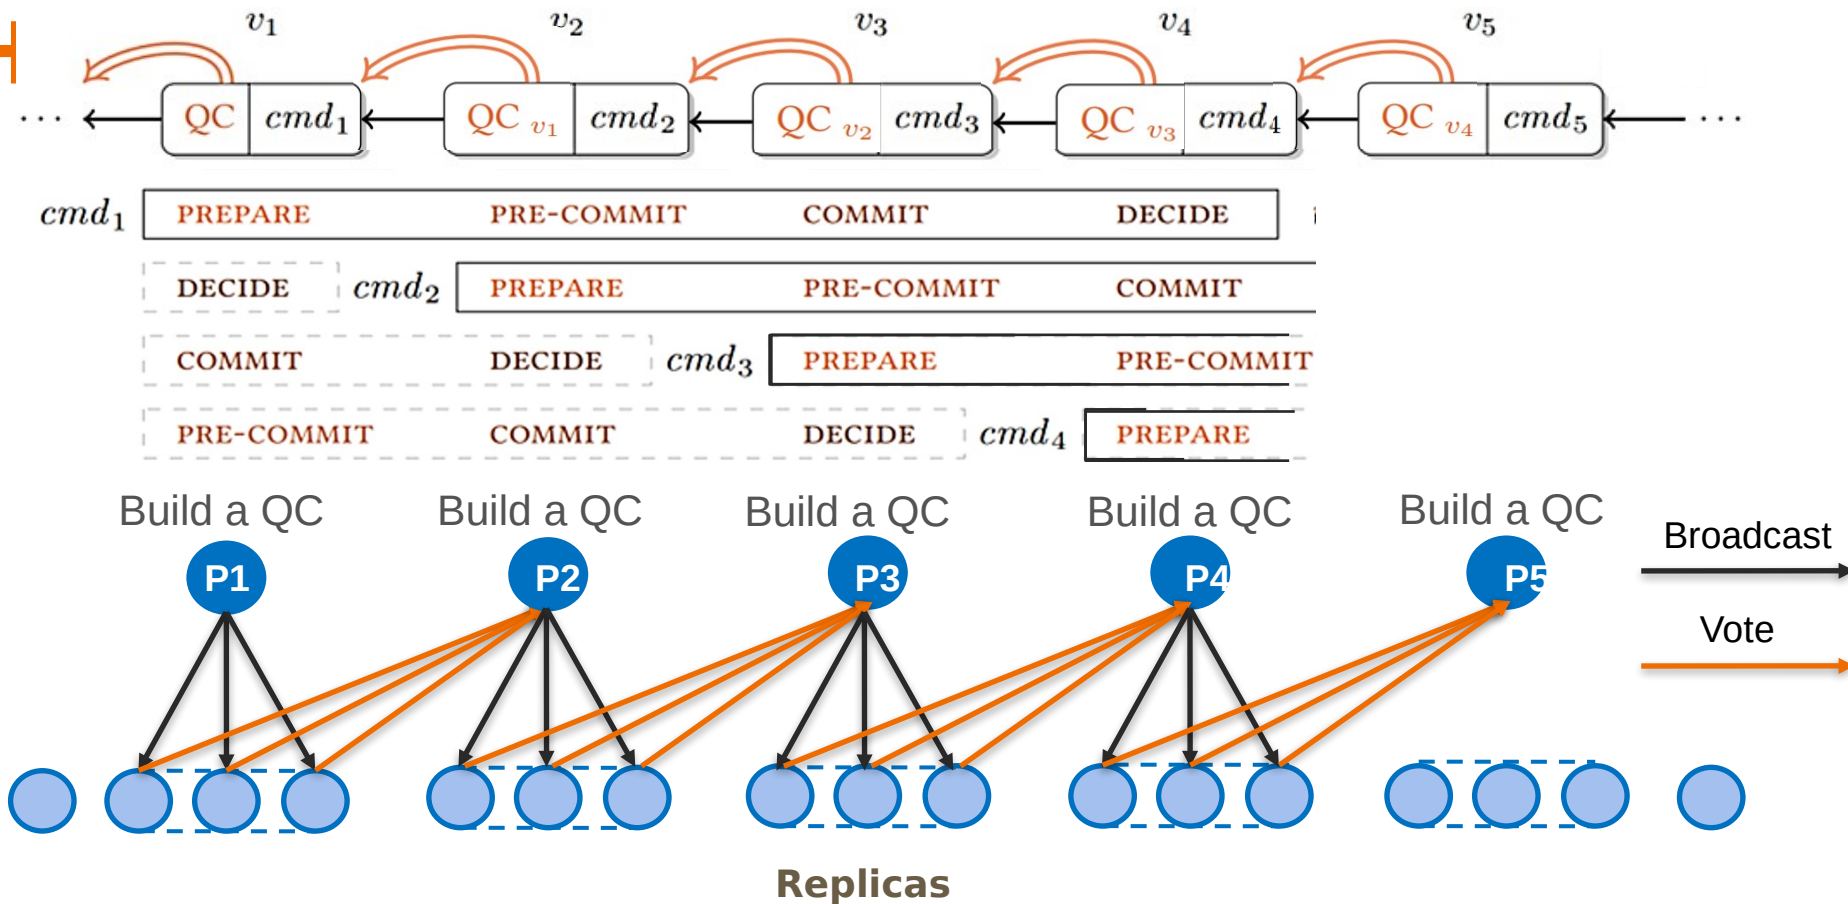 v₁ v₂ v₃ v₄ v₅
··· QC cmd₁ QC v₁ cmd₂ QC v₂ cmd₃ QC v₃ cmd₄ QC v₄ cmd₅ ···
cmd₁ PREPARE PRE-COMMIT COMMIT DECIDE
DECIDE cmd₂ PREPARE PRE-COMMIT COMMIT
COMMIT DECIDE cmd₃ PREPARE PRE-COMMIT
PRE-COMMIT COMMIT DECIDE cmd₄ PREPARE
Build a QC Build a QC Build a QC Build a QC Build a QC
Broadcast
P1 P2 P3 P4 P5
Vote
Replicas